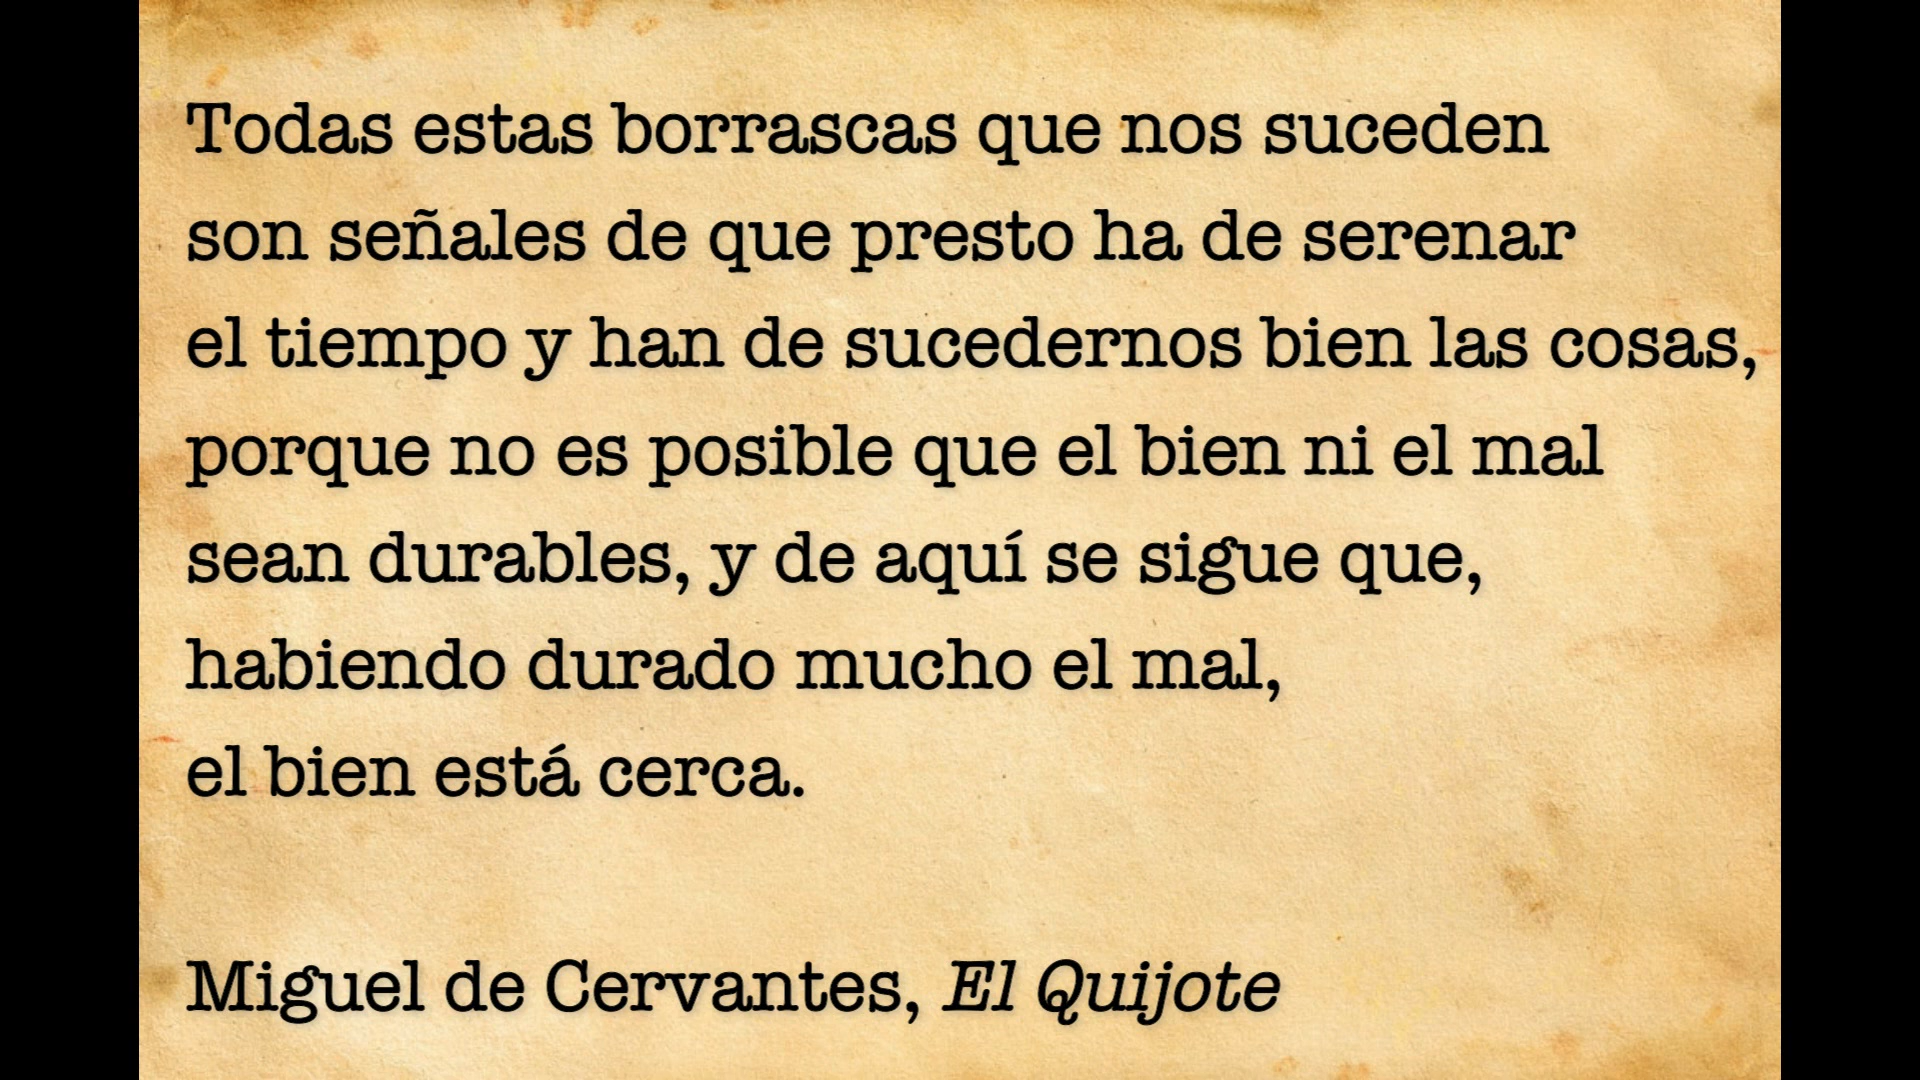 Todas estas borrascas que nos suceden
son señales de que presto ha de serenar
el tiempo y han de sucedernos bien las cosas,
porque no es posible que el bien ni el mal
sean durables, y de aquí se sigue que,
habiendo durado mucho el mal,
el bien está cerca.
Miguel de Cervantes, El Quijote